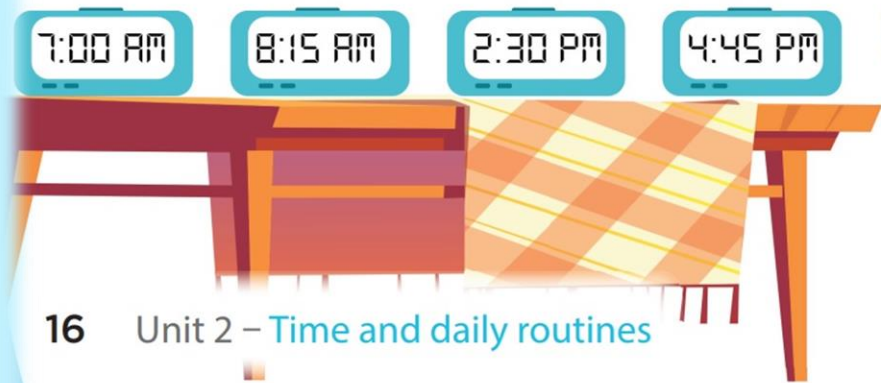 7:00 AM 8:15 AM 2:30 PM 4:45 PM
16 Unit 2 – Time and daily routines